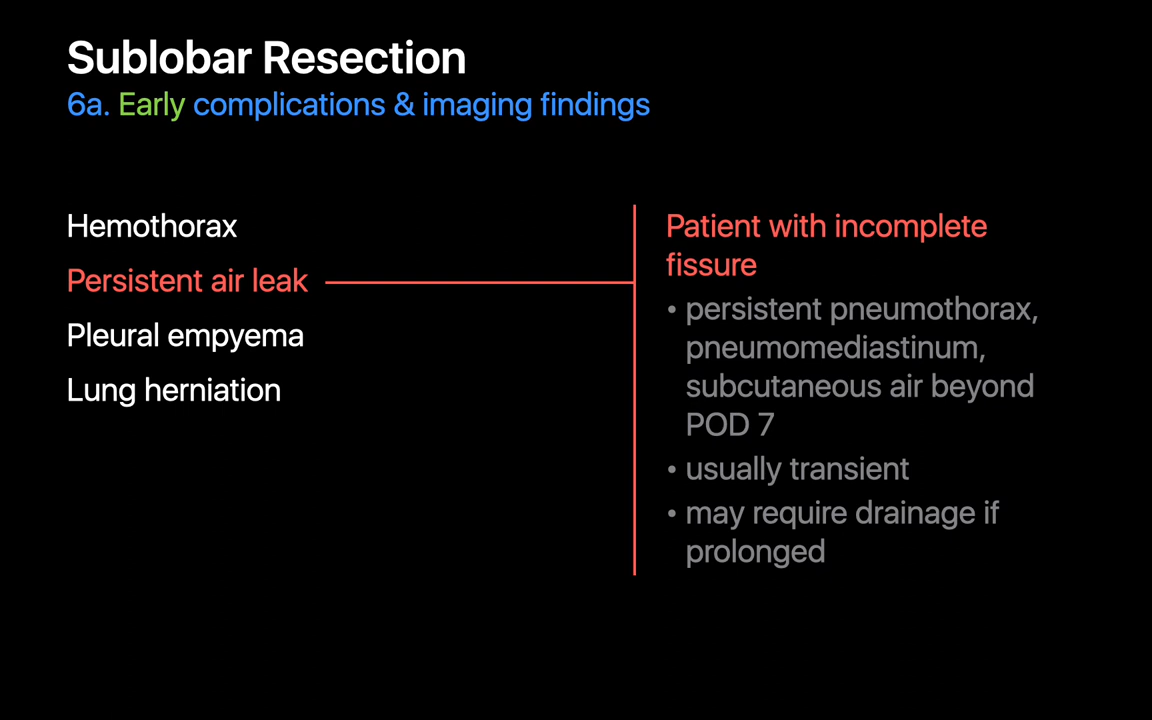 Sublobar Resection
6a. Early complications & imaging findings
Hemothorax
Persistent air leak
Pleural empyema
Lung herniation
Patient with incomplete
fissure
• persistent pneumothorax,
pneumomediastinum,
subcutaneous air beyond
POD 7
• usually transient
• may require drainage if
prolonged